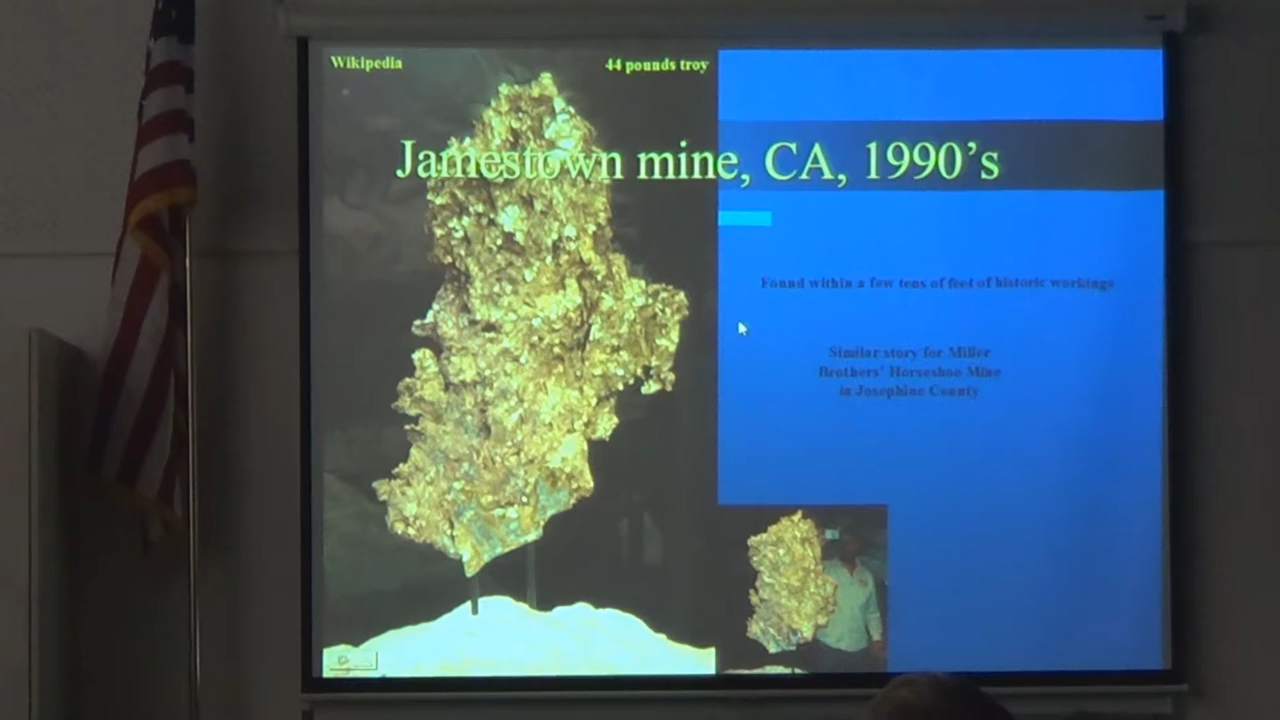 Wikipedia
44 pounds troy
Jamestown mine, CA, 1990’s
Found within a few tens of feet of historic workings
Similar story for Miller
Brothers’ Horseshoe Mine
in Josephine County